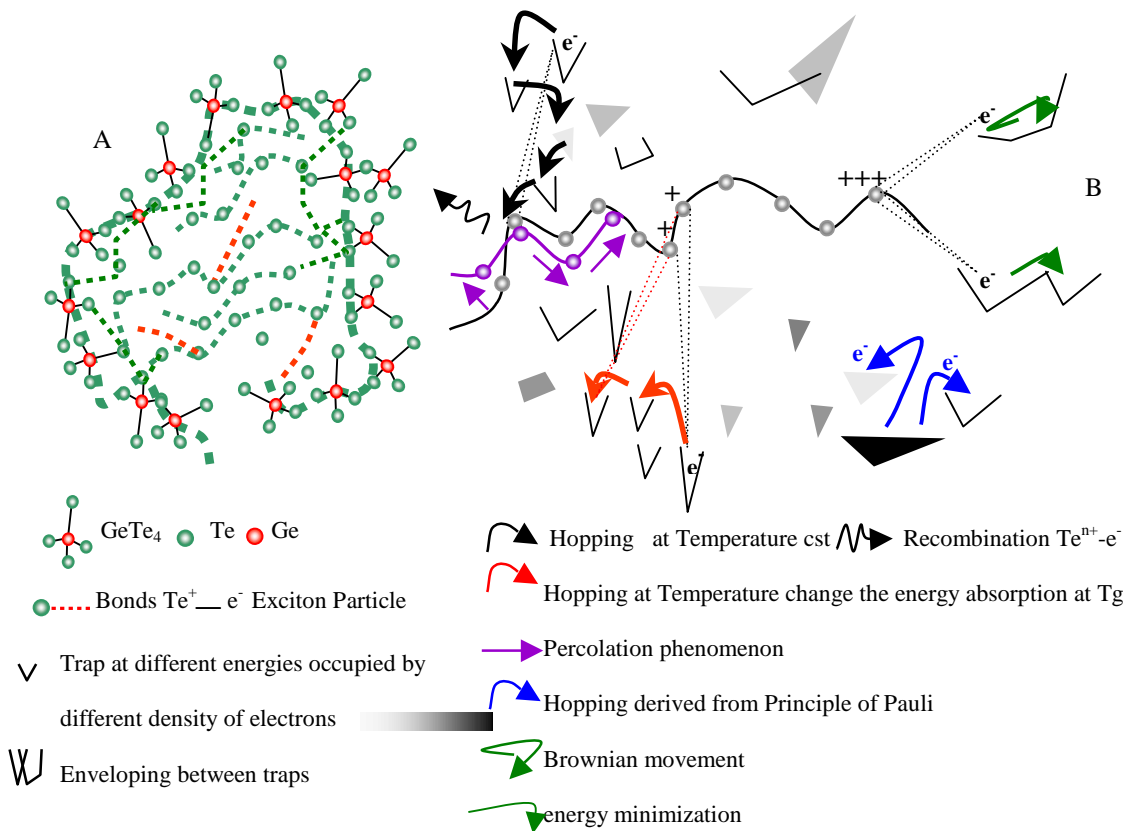 A
B
e⁻
e⁻
e⁻
e⁻
e⁻
e⁻
+
+
+++
GeTe₄ Te Ge
Bonds Te⁺ e⁻ Exciton Particle
Trap at different energies occupied by
different density of electrons
Enveloping between traps
Hopping at Temperature cst Recombination Teⁿ⁺-e⁻
Hopping at Temperature change the energy absorption at Tg
Percolation phenomenon
Hopping derived from Principle of Pauli
Brownian movement
energy minimization